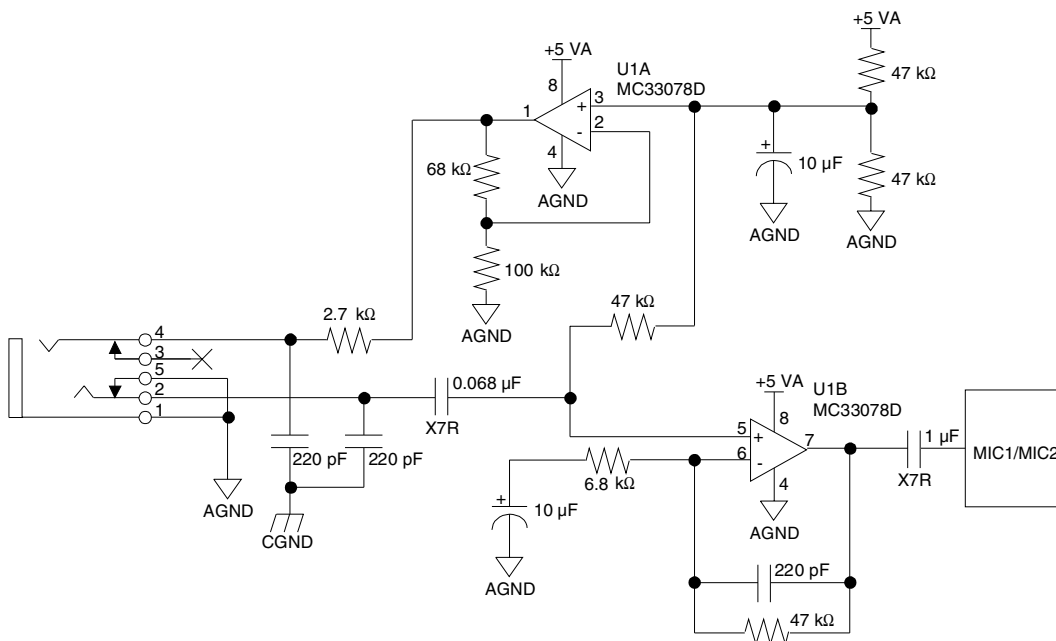 +5 VA
+5 VA
U1A
MC33078D
47 kΩ
8
3
1
+
2
-
4
68 kΩ
+
10 µF
47 kΩ
AGND
AGND
AGND
100 kΩ
47 kΩ
2.7 kΩ
AGND
4
3
5
2
1
0.068 µF
X7R
+5 VA
U1B
MC33078D
8
5
+
7
6
-
4
1 µF
MIC1/MIC2
X7R
220 pF
220 pF
6.8 kΩ
+
10 µF
AGND
AGND
CGND
AGND
220 pF
47 kΩ